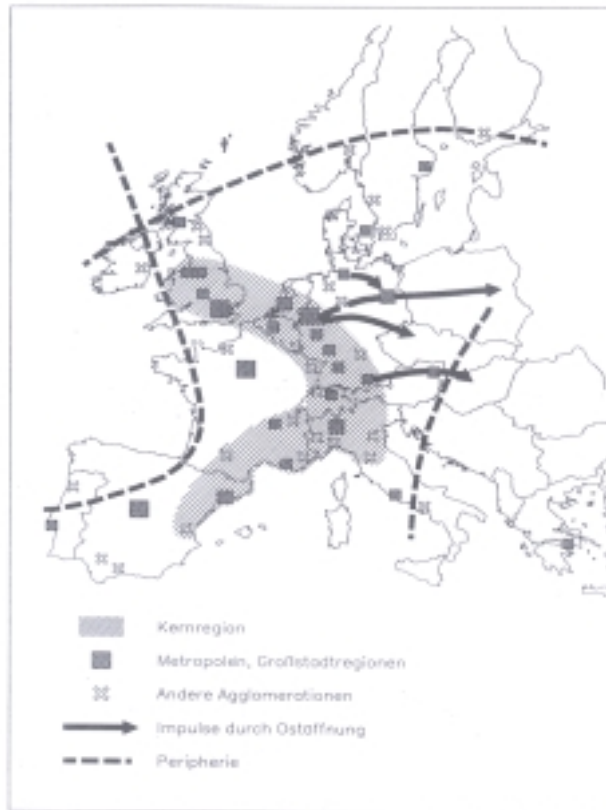 Kernregion
Metropolen, Großstadtregionen
Andere Agglomerationen
Impulse durch Ostöffnung
Peripherie